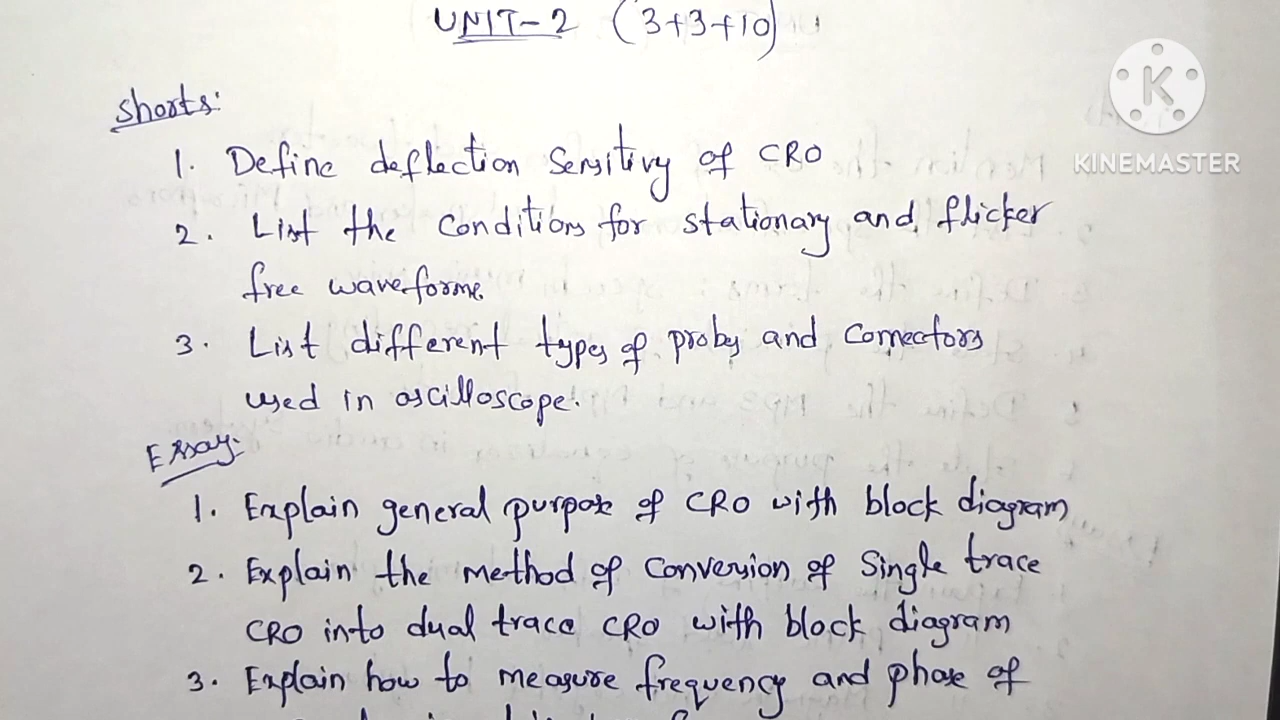 UNIT-2 (3+3+10)
K
KINEMASTER
Shorts:
1. Define deflection Sensitivy of CRO
2. List the conditions for stationary and flicker
free waveforms.
3. List different types of probes and connectors
used in oscilloscope.
Essay:
1. Explain general purpose of CRO with block diagram
2. Explain the method of conversion of Single trace
CRO into dual trace CRO with block diagram
3. Explain how to measure frequency and phase of